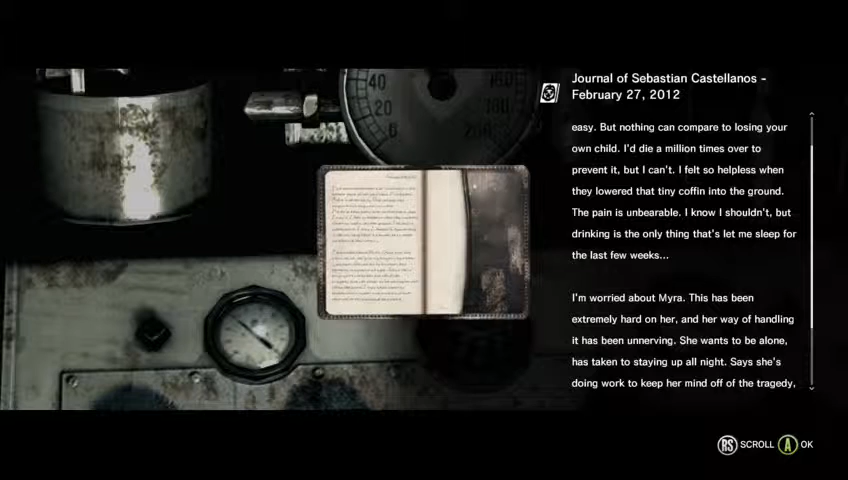 Journal of Sebastian Castellanos -
February 27, 2012
easy. But nothing can compare to losing your
own child. I'd die a million times over to
prevent it, but I can't. I felt so helpless when
they lowered that tiny coffin into the ground.
The pain is unbearable. I know I shouldn't, but
drinking is the only thing that's let me sleep for
the last few weeks...
I'm worried about Myra. This has been
extremely hard on her, and her way of handling
it has been unnerving. She wants to be alone,
has taken to staying up all night. Says she's
doing work to keep her mind off of the tragedy,
40
20
RS SCROLL A OK